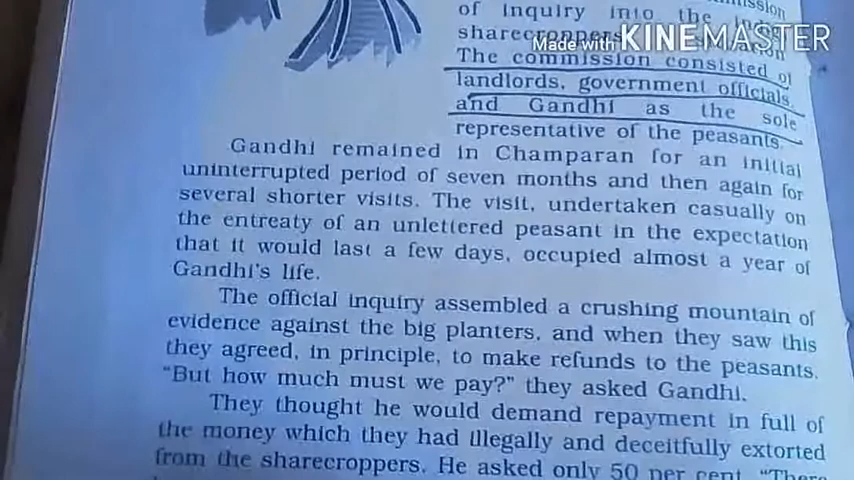 of inquiry into the
sharecroppers
Made with KINEMASTER
The commission consisted of
landlords, government officials,
and Gandhi as the sole
representative of the peasants.
Gandhi remained in Champaran for an initial
uninterrupted period of seven months and then again for
several shorter visits. The visit, undertaken casually on
the entreaty of an unlettered peasant in the expectation
that it would last a few days, occupied almost a year of
Gandhi's life.
The official inquiry assembled a crushing mountain of
evidence against the big planters, and when they saw this
they agreed, in principle, to make refunds to the peasants.
"But how much must we pay?" they asked Gandhi.
They thought he would demand repayment in full of
the money which they had illegally and deceitfully extorted
from the sharecroppers. He asked only 50 per cent. "There